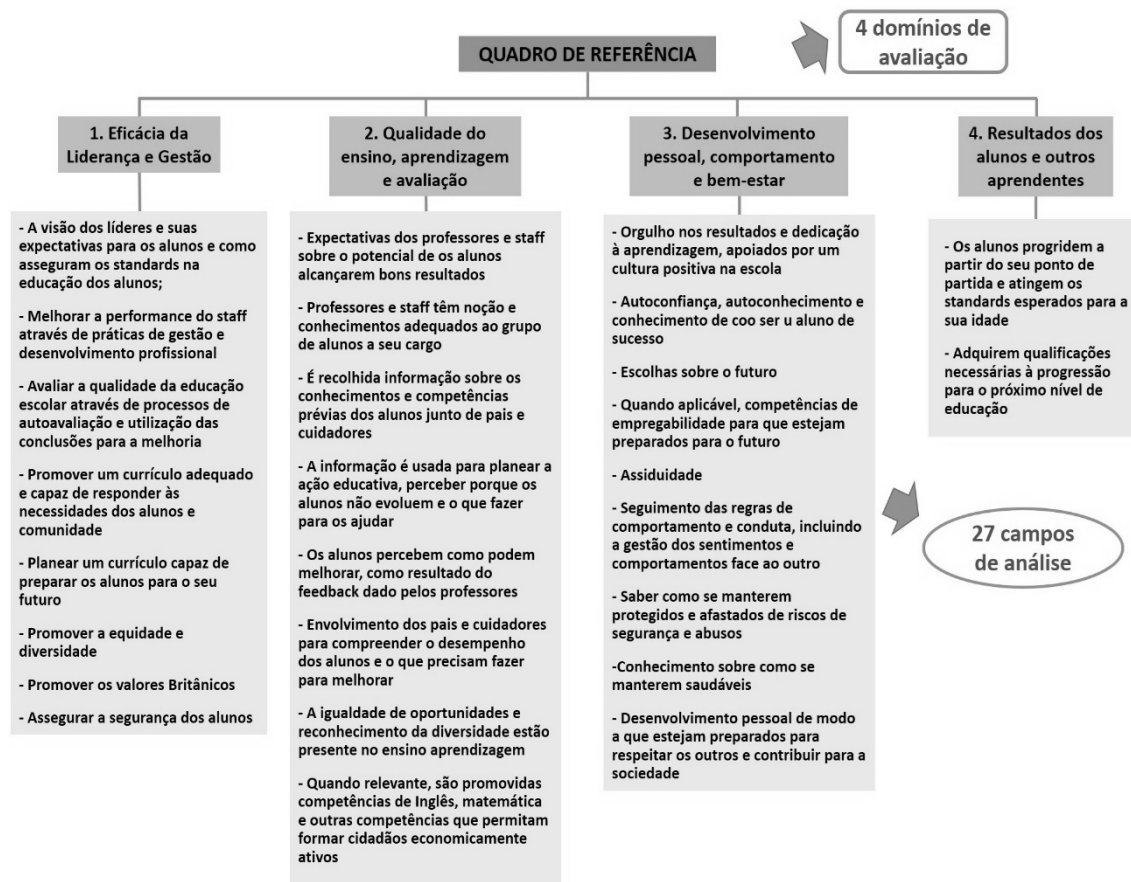 QUADRO DE REFERÊNCIA
4 domínios de
avaliação
1. Eficácia da
Liderança e Gestão
- A visão dos líderes e suas
expectativas para os alunos e como
asseguram os standards na
educação dos alunos;
- Melhorar a performance do staff
através de práticas de gestão e
desenvolvimento profissional
- Avaliar a qualidade da educação
escolar através de processos de
autoavaliação e utilização das
conclusões para a melhoria
- Promover um currículo adequado
e capaz de responder às
necessidades dos alunos e
comunidade
- Planear um currículo capaz de
preparar os alunos para o seu
futuro
- Promover a equidade e
diversidade
- Promover os valores Britânicos
- Assegurar a segurança dos alunos
2. Qualidade do
ensino, aprendizagem
e avaliação
- Expectativas dos professores e staff
sobre o potencial de os alunos
alcançarem bons resultados
- Professores e staff têm noção e
conhecimentos adequados ao grupo
de alunos a seu cargo
- É recolhida informação sobre os
conhecimentos e competências
prévias dos alunos junto de pais e
cuidadores
- A informação é usada para planear a
ação educativa, perceber porque os
alunos não evoluem e o que fazer
para os ajudar
- Os alunos percebem como podem
melhorar, como resultado do
feedback dado pelos professores
- Envolvimento dos pais e cuidadores
para compreender o desempenho
dos alunos e o que precisam fazer
para melhorar
- A igualdade de oportunidades e
reconhecimento da diversidade estão
presente no ensino aprendizagem
- Quando relevante, são promovidas
competências de Inglês, matemática
e outras competências que permitam
formar cidadãos economicamente
ativos
3. Desenvolvimento
pessoal, comportamento
e bem-estar
- Orgulho nos resultados e dedicação
à aprendizagem, apoiados por um
cultura positiva na escola
- Autoconfiança, autoconhecimento e
conhecimento de coo ser u aluno de
sucesso
- Escolhas sobre o futuro
- Quando aplicável, competências de
empregabilidade para que estejam
preparados para o futuro
- Assiduidade
- Seguimento das regras de
comportamento e conduta, incluindo
a gestão dos sentimentos e
comportamentos face ao outro
- Saber como se manterem
protegidos e afastados de riscos de
segurança e abusos
-Conhecimento sobre como se
manterem saudáveis
- Desenvolvimento pessoal de modo
a que estejam preparados para
respeitar os outros e contribuir para a
sociedade
4. Resultados dos
alunos e outros
aprendentes
- Os alunos progridem a
partir do seu ponto de
partida e atingem os
standards esperados para a
sua idade
- Adquirem qualificações
necessárias à progressão
para o próximo nível de
educação
27 campos
de análise